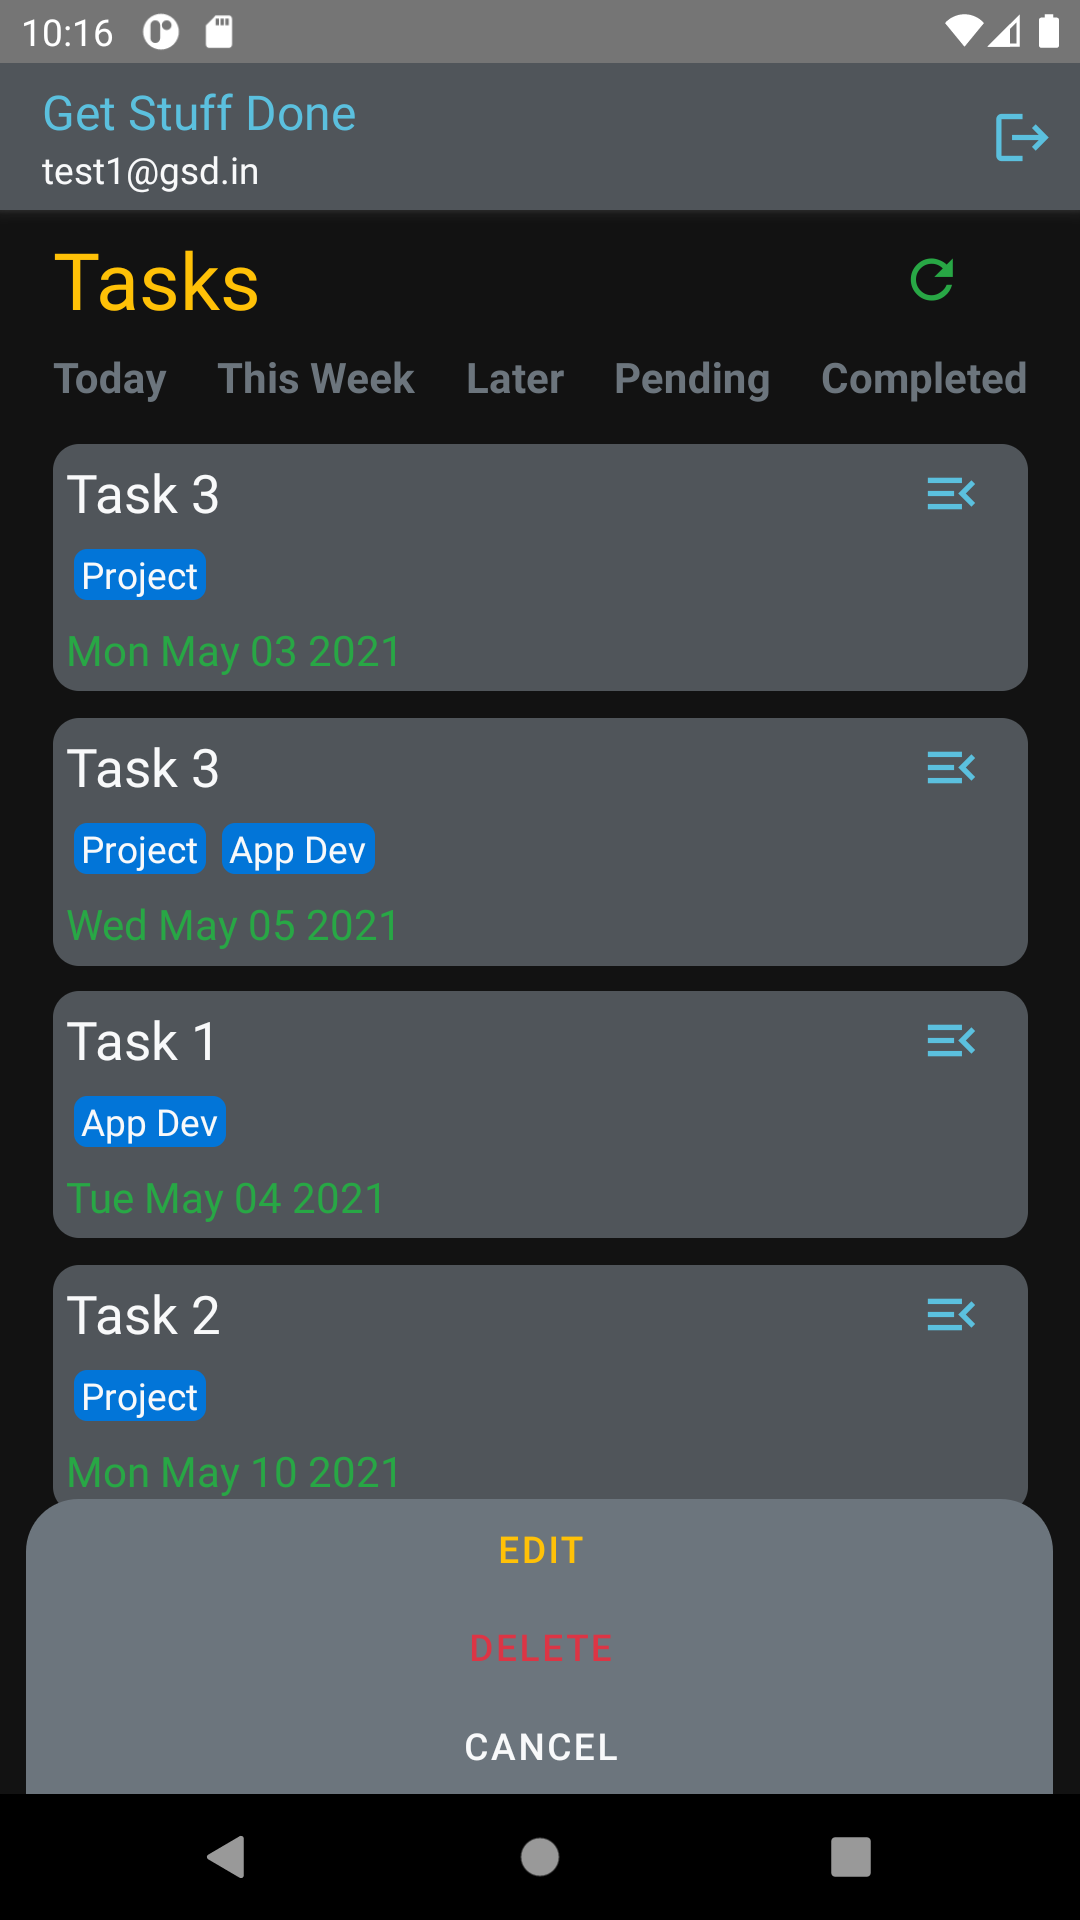 10:16
Get Stuff Done
test1@gsd.in
Tasks
Today This Week Later Pending Completed
Task 3
Project
Mon May 03 2021
Task 3
Project App Dev
Wed May 05 2021
Task 1
App Dev
Tue May 04 2021
Task 2
Project
Mon May 10 2021
EDIT
DELETE
CANCEL